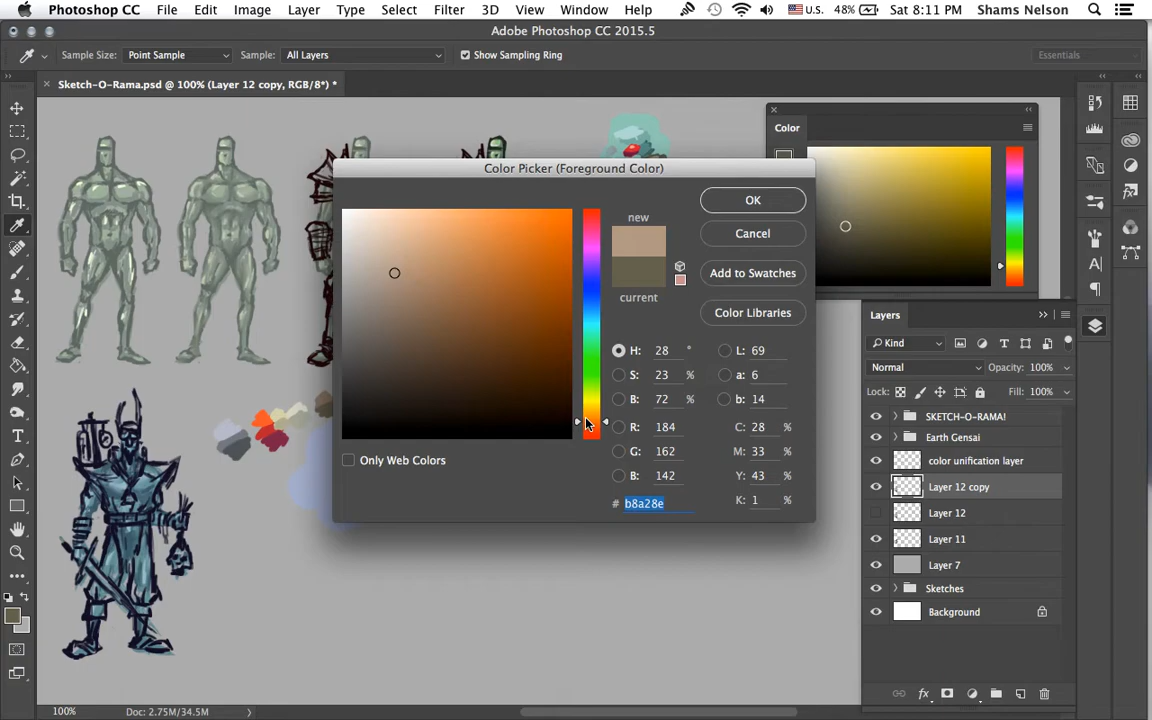 Photoshop CC File Edit Image Layer Type Select Filter 3D View Window Help U.S. 48% Sat 8:11 PM Shams Nelson
Adobe Photoshop CC 2015.5
Sample Size: Point Sample Sample: All Layers Show Sampling Ring Essentials
Sketch-O-Rama.psd @ 100% (Layer 12 copy, RGB/8*) *
Color
Color Picker (Foreground Color)
new
current
OK
Cancel
Add to Swatches
Color Libraries
H: 28 ° L: 69
S: 23 % a: 6
B: 72 % b: 14
R: 184 C: 28 %
G: 162 M: 33 %
B: 142 Y: 43 %
# b8a28e K: 1 %
Only Web Colors
Layers
Kind
Normal Opacity: 100%
Lock: Fill: 100%
SKETCH-O-RAMA!
Earth Gensai
color unification layer
Layer 12 copy
Layer 12
Layer 11
Layer 7
Sketches
Background
fx
100% Doc: 2.75M/34.5M